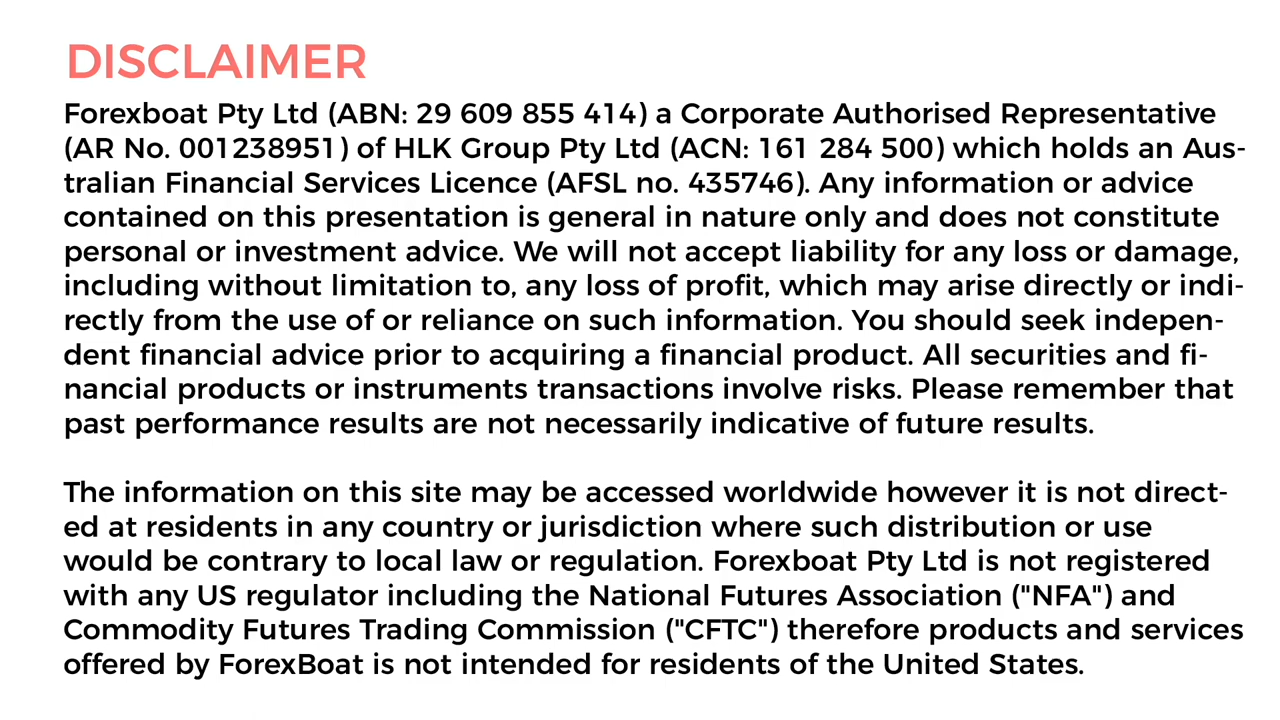 DISCLAIMER
Forexboat Pty Ltd (ABN: 29 609 855 414) a Corporate Authorised Representative
(AR No. 001238951) of HLK Group Pty Ltd (ACN: 161 284 500) which holds an Aus-
tralian Financial Services Licence (AFSL no. 435746). Any information or advice
contained on this presentation is general in nature only and does not constitute
personal or investment advice. We will not accept liability for any loss or damage,
including without limitation to, any loss of profit, which may arise directly or indi-
rectly from the use of or reliance on such information. You should seek indepen-
dent financial advice prior to acquiring a financial product. All securities and fi-
nancial products or instruments transactions involve risks. Please remember that
past performance results are not necessarily indicative of future results.
The information on this site may be accessed worldwide however it is not direct-
ed at residents in any country or jurisdiction where such distribution or use
would be contrary to local law or regulation. Forexboat Pty Ltd is not registered
with any US regulator including the National Futures Association ("NFA") and
Commodity Futures Trading Commission ("CFTC") therefore products and services
offered by ForexBoat is not intended for residents of the United States.